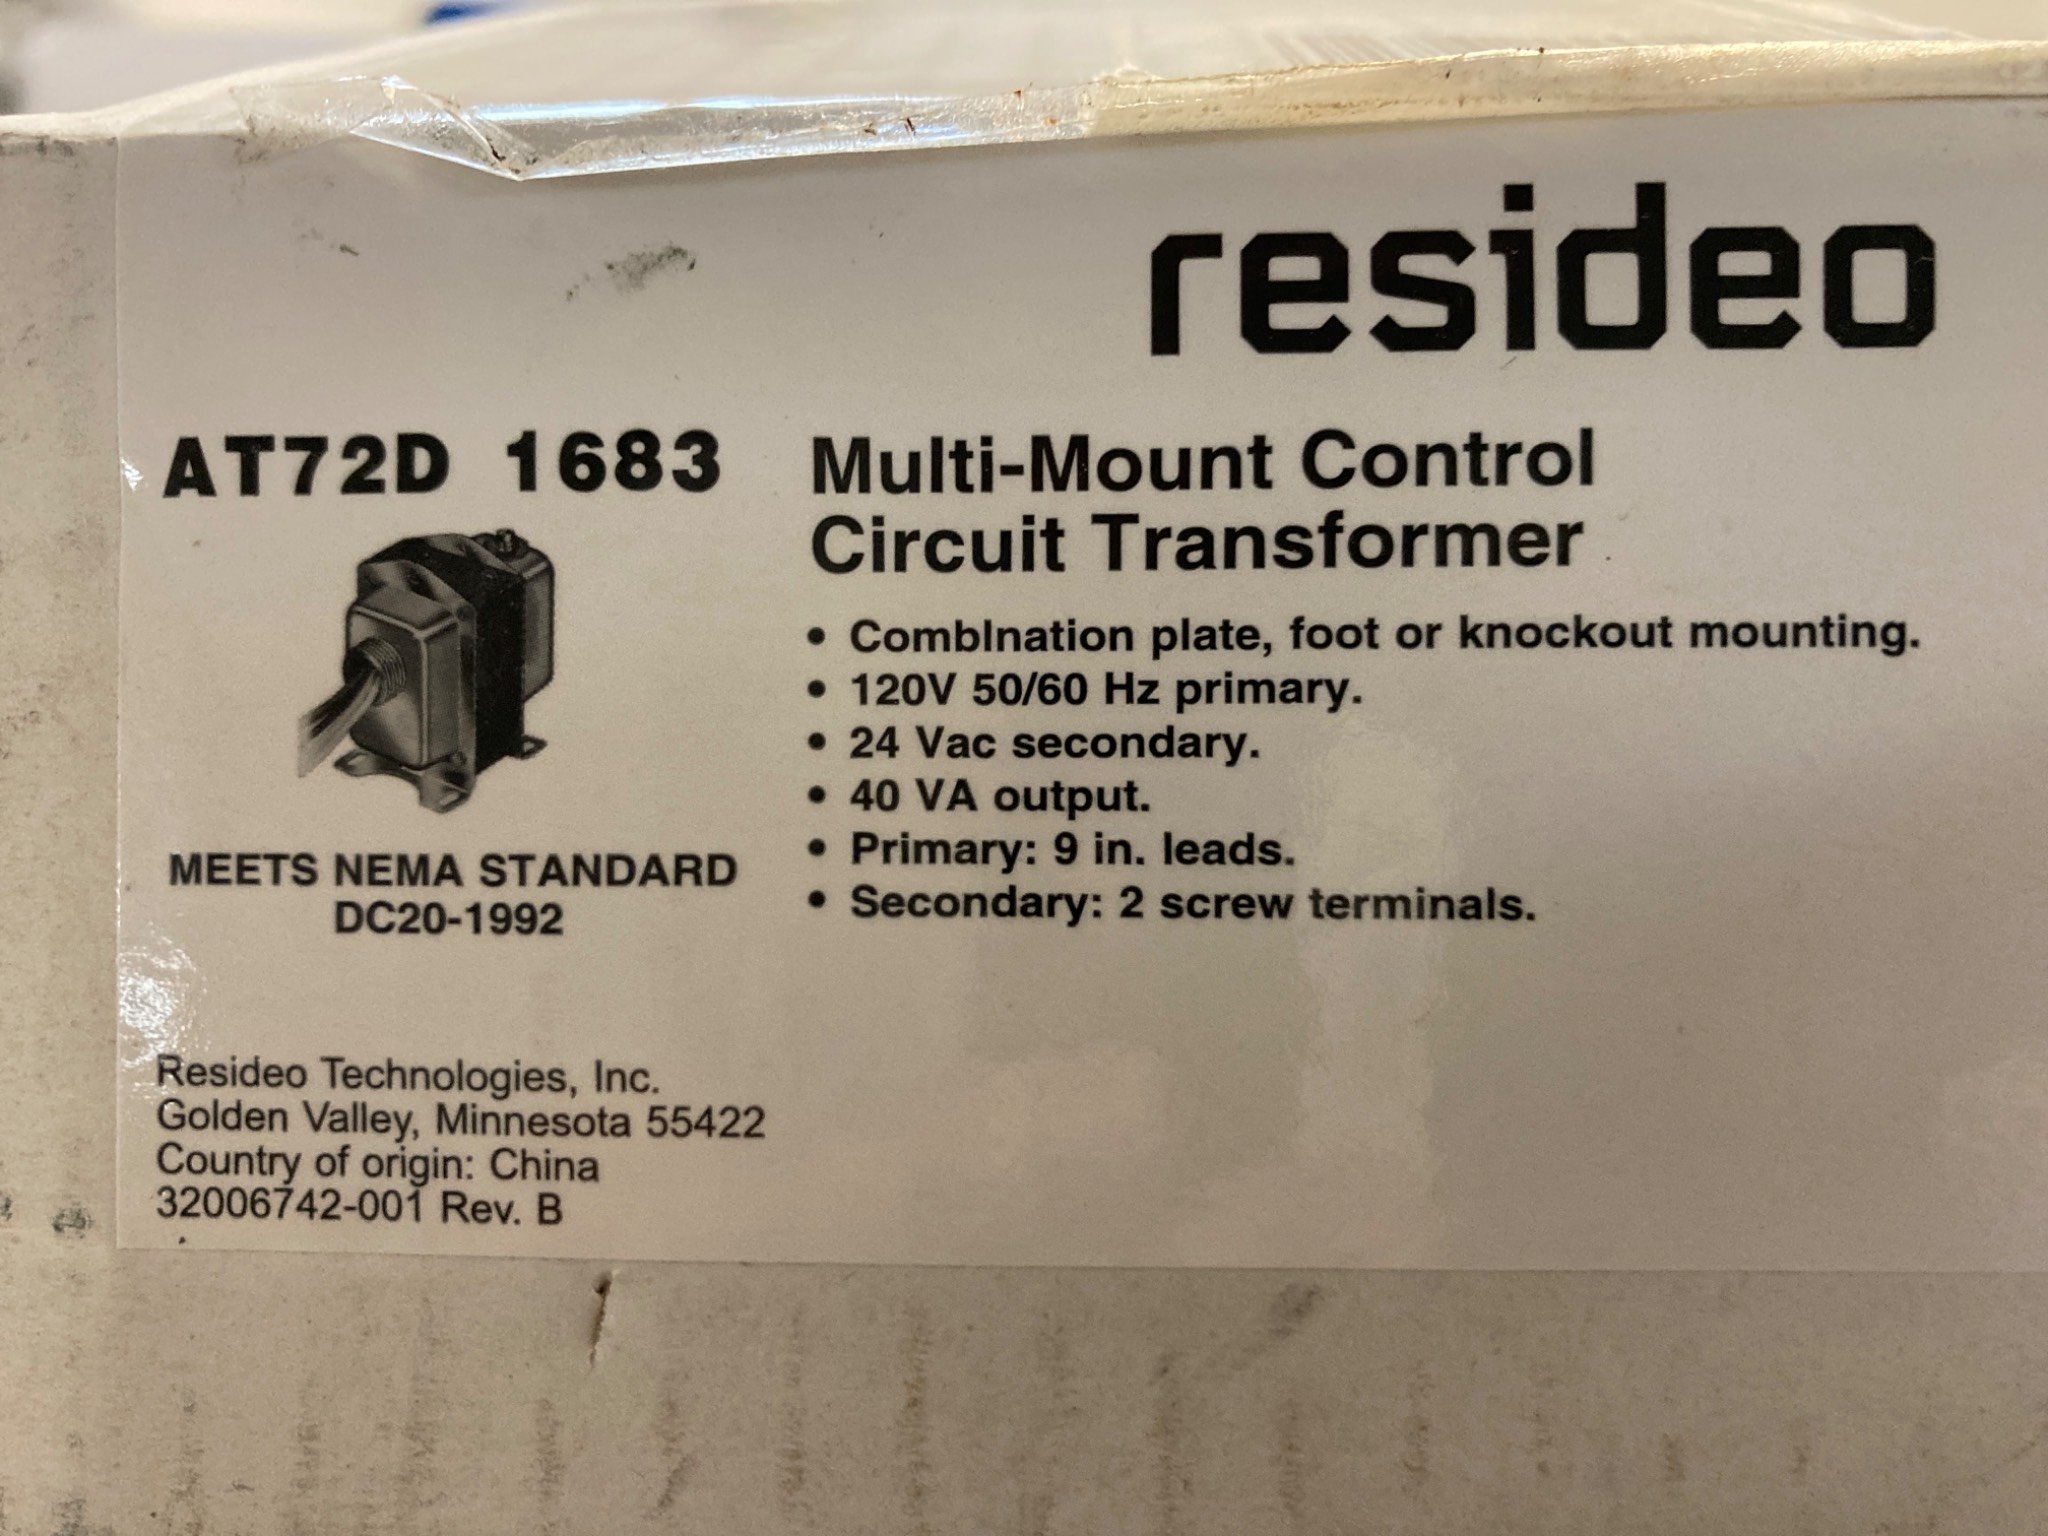 resideo
AT72D 1683
MEETS NEMA STANDARD
DC20-1992
Multi-Mount Control
Circuit Transformer
• CombInation plate, foot or knockout mounting.
• 120V 50/60 Hz primary.
• 24 Vac secondary.
• 40 VA output.
• Primary: 9 in. leads.
• Secondary: 2 screw terminals.
Resideo Technologies, Inc.
Golden Valley, Minnesota 55422
Country of origin: China
32006742-001 Rev. B